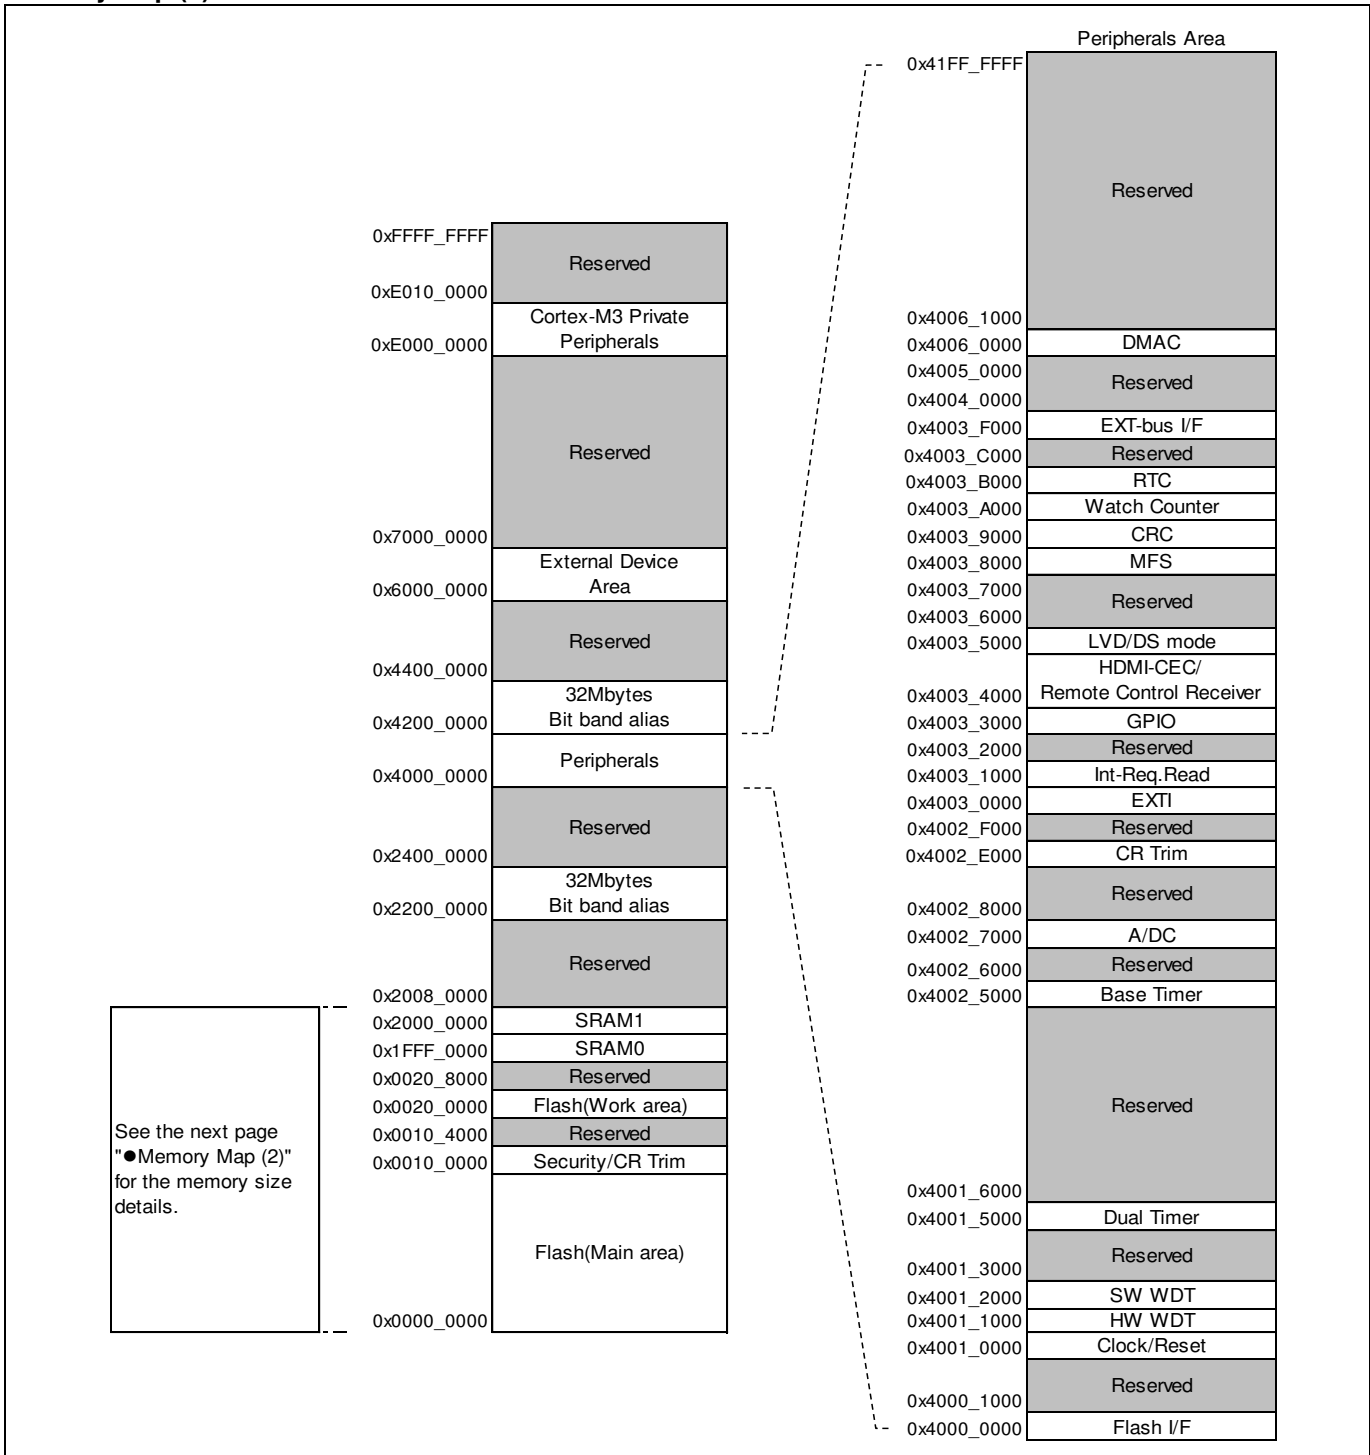 Peripherals Area
0x41FF_FFFF
Reserved
0x4006_1000
0x4006_0000 DMAC
0x4005_0000
Reserved
0x4004_0000
0x4003_F000 EXT-bus I/F
0x4003_C000 Reserved
0x4003_B000 RTC
0x4003_A000 Watch Counter
0x4003_9000 CRC
0x4003_8000 MFS
0x4003_7000
Reserved
0x4003_6000
0x4003_5000 LVD/DS mode
HDMI-CEC/
0x4003_4000 Remote Control Receiver
0x4003_3000 GPIO
0x4003_2000 Reserved
0x4003_1000 Int-Req.Read
0x4003_0000 EXTI
0x4002_F000 Reserved
0x4002_E000 CR Trim
Reserved
0x4002_8000
0x4002_7000 A/DC
0x4002_6000 Reserved
0x4002_5000 Base Timer
Reserved
0x4001_6000
0x4001_5000 Dual Timer
Reserved
0x4001_3000
0x4001_2000 SW WDT
0x4001_1000 HW WDT
0x4001_0000 Clock/Reset
Reserved
0x4000_1000
0x4000_0000 Flash I/F
0xFFFF_FFFF
Reserved
0xE010_0000
Cortex-M3 Private
0xE000_0000 Peripherals
Reserved
0x7000_0000
External Device
0x6000_0000 Area
Reserved
0x4400_0000
32Mbytes
0x4200_0000 Bit band alias
Peripherals
0x4000_0000
Reserved
0x2400_0000
32Mbytes
0x2200_0000 Bit band alias
Reserved
0x2008_0000
0x2000_0000 SRAM1
0x1FFF_0000 SRAM0
0x0020_8000 Reserved
0x0020_0000 Flash(Work area)
0x0010_4000 Reserved
0x0010_0000 Security/CR Trim
Flash(Main area)
0x0000_0000
See the next page
"●Memory Map (2)"
for the memory size
details.